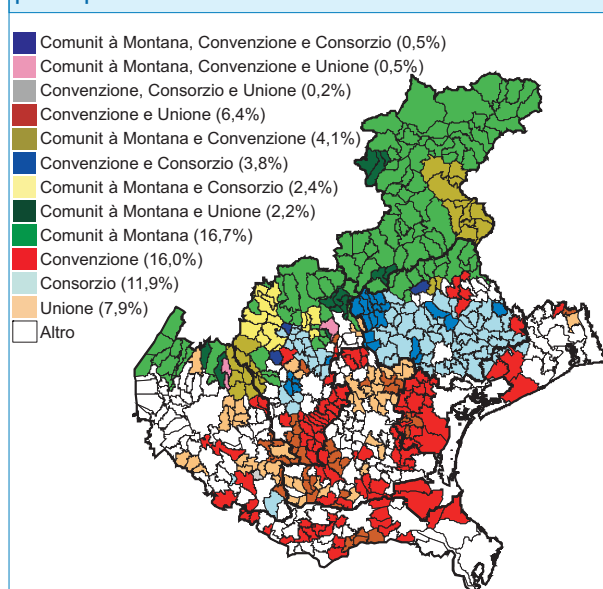 Comunit à Montana, Convenzione e Consorzio (0,5%)
Comunit à Montana, Convenzione e Unione (0,5%)
Convenzione, Consorzio e Unione (0,2%)
Convenzione e Unione (6,4%)
Comunit à Montana e Convenzione (4,1%)
Convenzione e Consorzio (3,8%)
Comunit à Montana e Consorzio (2,4%)
Comunit à Montana e Unione (2,2%)
Comunit à Montana (16,7%)
Convenzione (16,0%)
Consorzio (11,9%)
Unione (7,9%)
Altro